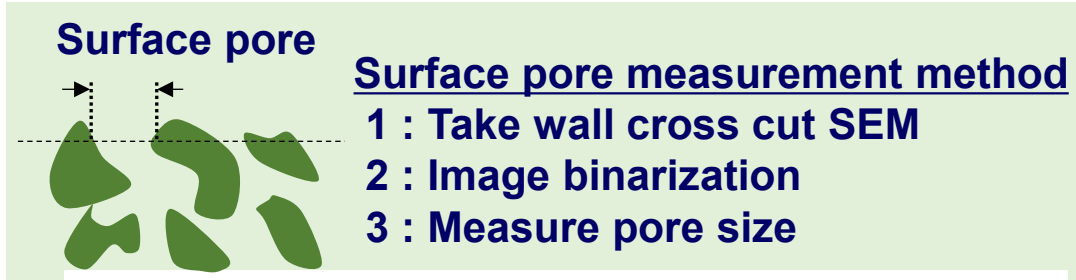 Surface pore
Surface pore measurement method
1 : Take wall cross cut SEM
2 : Image binarization
3 : Measure pore size